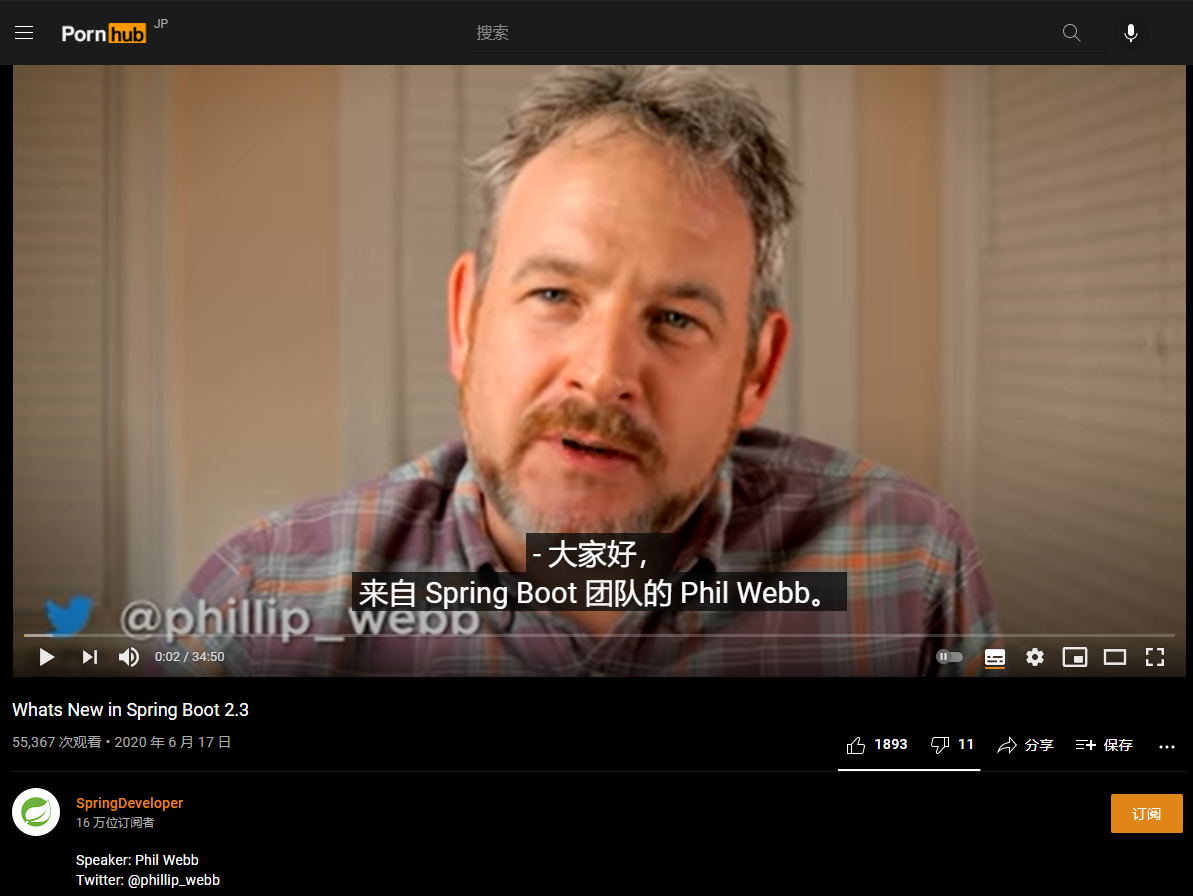 Pornhub JP
搜索
- 大家好，
来自 Spring Boot 团队的 Phil Webb。
@phillip_webb
0:02 / 34:50
Whats New in Spring Boot 2.3
55,367 次观看 • 2020 年 6 月 17 日
1893 11 分享 保存
SpringDeveloper
16 万位订阅者
订阅
Speaker: Phil Webb
Twitter: @phillip_webb